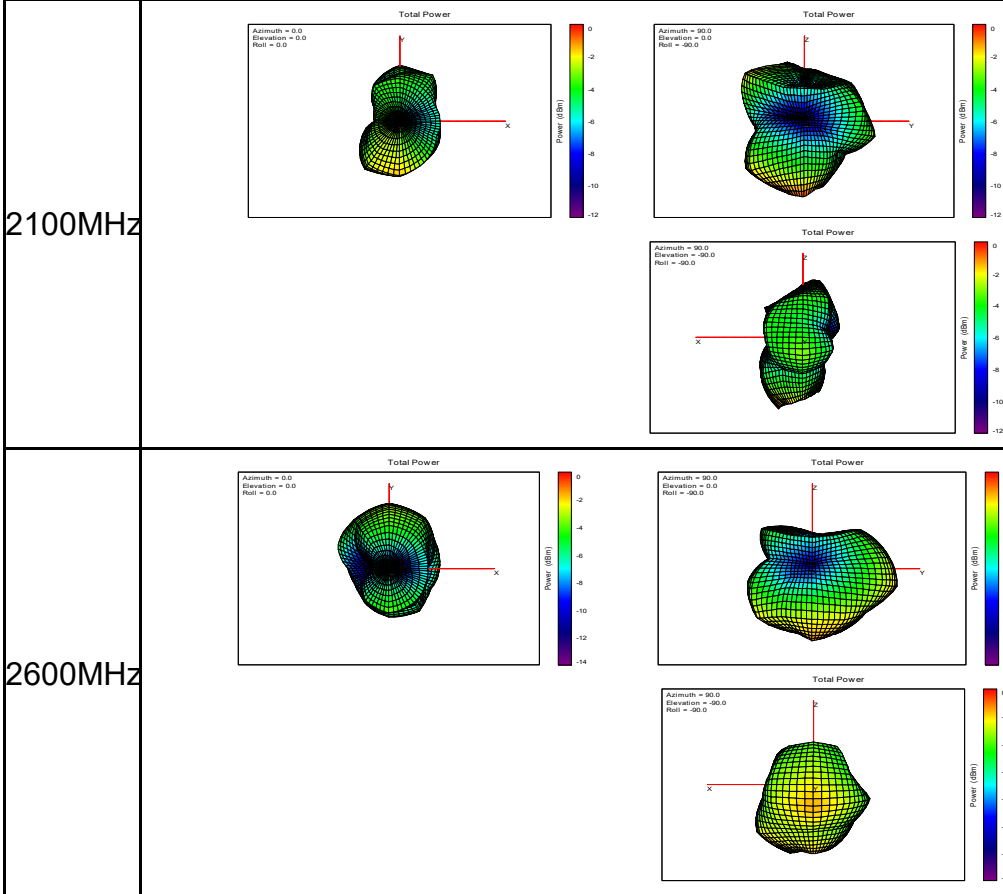 2100MHz
Total Power
Azimuth = 0.0
Elevation = 0.0
Roll = 0.0
Y
X
0
-2
-4
-6
-8
-10
-12
Power (dBm)
Total Power
Azimuth = 90.0
Elevation = 0.0
Roll = -90.0
Z
Y
0
-2
-4
-6
-8
-10
-12
Power (dBm)
Total Power
Azimuth = 90.0
Elevation = -90.0
Roll = -90.0
Z
X
Y
0
-2
-4
-6
-8
-10
-12
Power (dBm)
2600MHz
Total Power
Azimuth = 0.0
Elevation = 0.0
Roll = 0.0
Y
X
0
-2
-4
-6
-8
-10
-12
-14
Power (dBm)
Total Power
Azimuth = 90.0
Elevation = 0.0
Roll = -90.0
Z
Y
Power (dBm)
Total Power
Azimuth = 90.0
Elevation = -90.0
Roll = -90.0
Z
X
Y
Power (dBm)